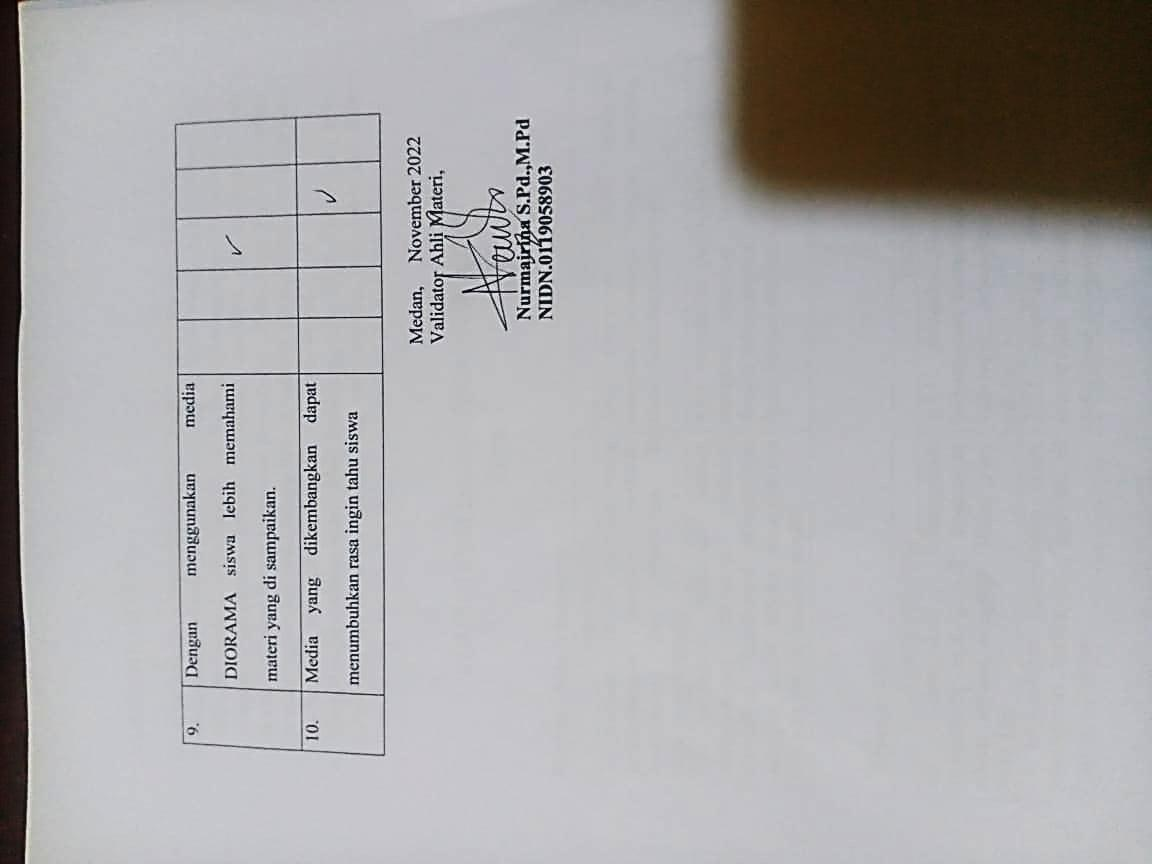 9. Dengan menggunakan media
DIORAMA siswa lebih memahami
materi yang di sampaikan.
10. Media yang dikembangkan dapat
menumbuhkan rasa ingin tahu siswa
Medan, November 2022
Validator Ahli Materi,
Nurmajrina S.Pd.,M.Pd
NIDN.0119058903